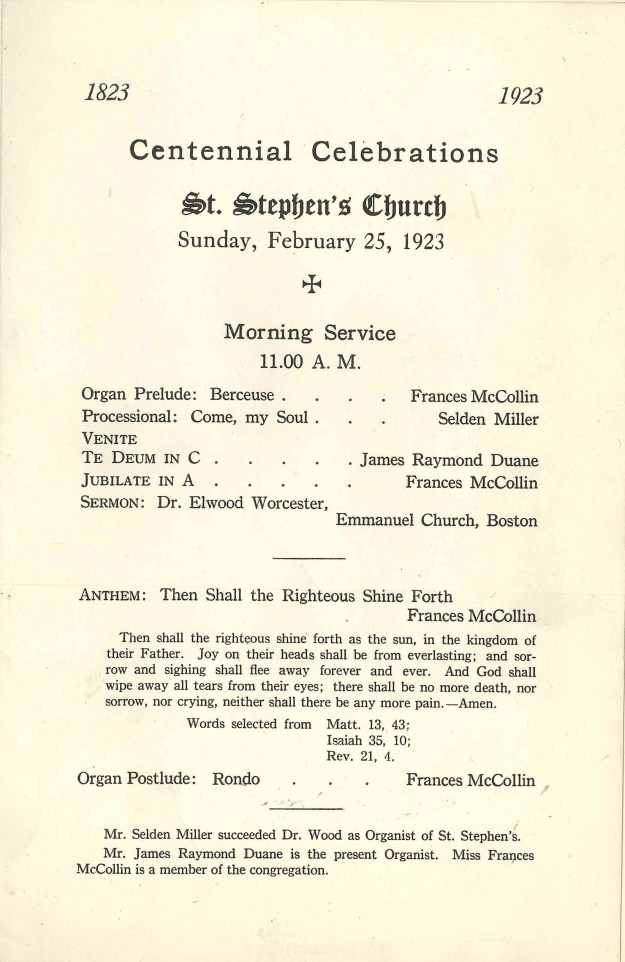 1823
1923
Centennial Celebrations
St. Stephen's Church
Sunday, February 25, 1923
Morning Service
11.00 A. M.
Organ Prelude: Berceuse . . . . Frances McCollin
Processional: Come, my Soul . . . Selden Miller
VENITE
TE DEUM IN C . . . . . James Raymond Duane
JUBILATE IN A . . . . . Frances McCollin
SERMON: Dr. Elwood Worcester,
Emmanuel Church, Boston
ANTHEM: Then Shall the Righteous Shine Forth
Frances McCollin
Then shall the righteous shine forth as the sun, in the kingdom of
their Father. Joy on their heads shall be from everlasting; and sor-
row and sighing shall flee away forever and ever. And God shall
wipe away all tears from their eyes; there shall be no more death, nor
sorrow, nor crying, neither shall there be any more pain.—Amen.
Words selected from Matt. 13, 43;
Isaiah 35, 10;
Rev. 21, 4.
Organ Postlude: Rondo . . . Frances McCollin
Mr. Selden Miller succeeded Dr. Wood as Organist of St. Stephen's.
Mr. James Raymond Duane is the present Organist. Miss Frances
McCollin is a member of the congregation.